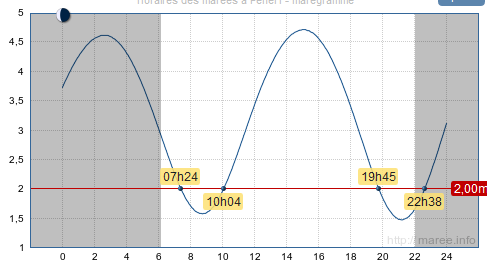 Horaires des marées à Penerf - marégramme
5
4,5
4
3,5
3
2,5
2
1,5
1
07h24
19h45
2,00m
10h04
22h38
http://maree.info
0 2 4 6 8 10 12 14 16 18 20 22 24